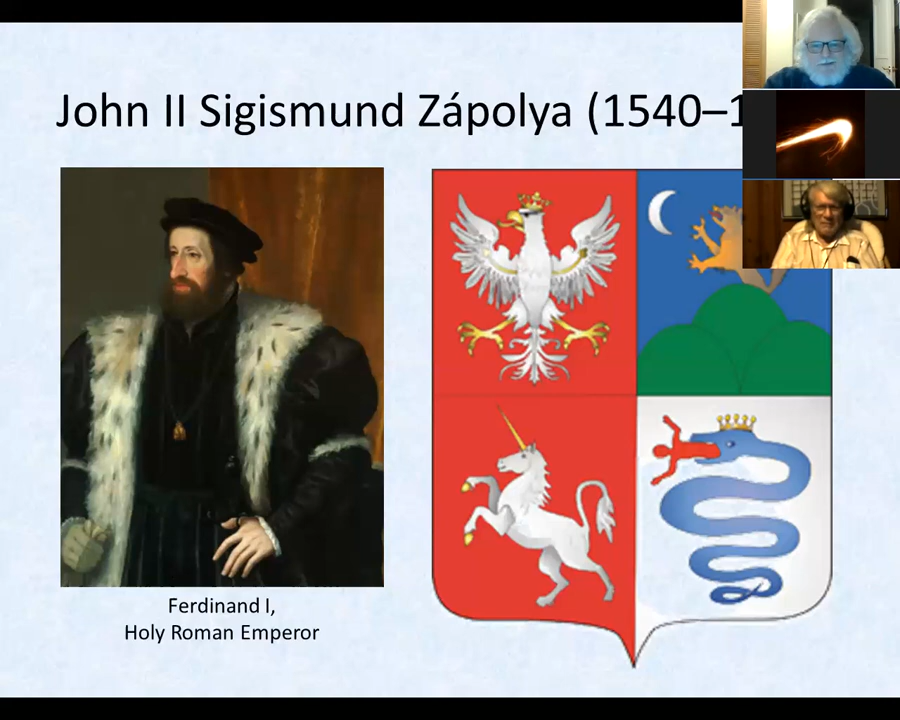 John II Sigismund Zápolya (1540–1
Ferdinand I,
Holy Roman Emperor